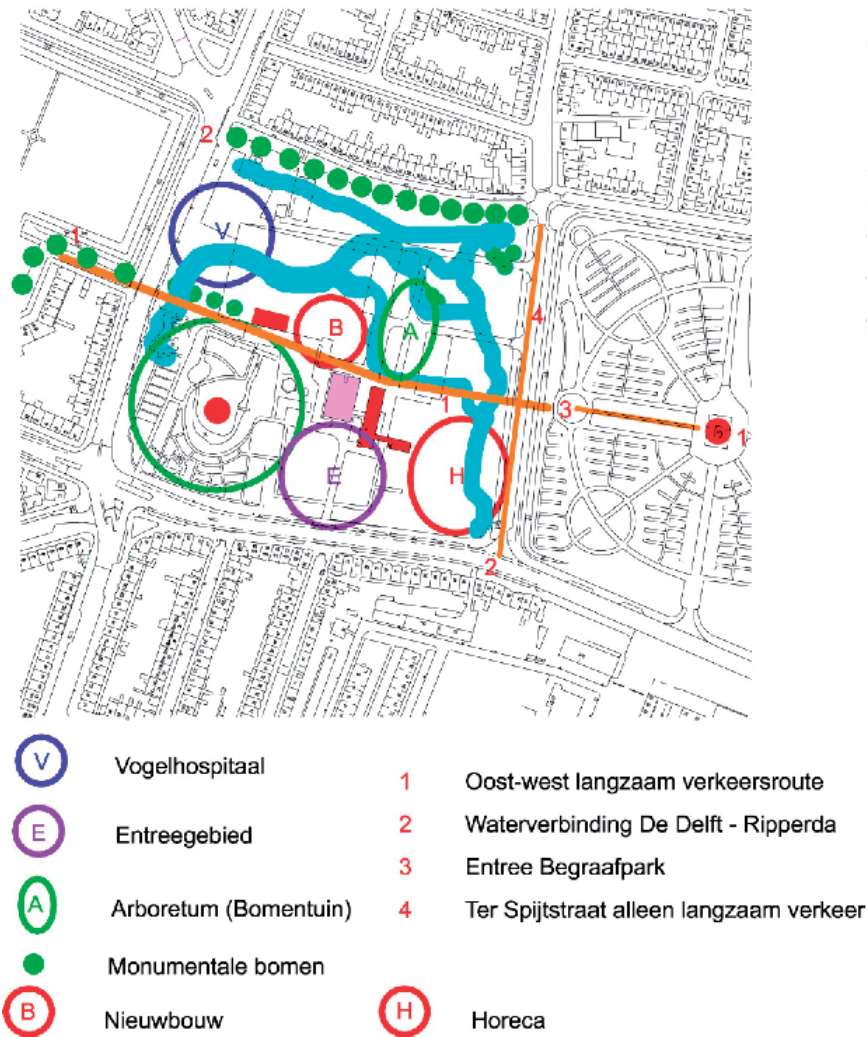 2
1
V
B
A
4
1
3
1
E
H
2
V Vogelhospitaal
E Entreegebied
A Arboretum (Bomentuin)
Monumentale bomen
B Nieuwbouw
1 Oost-west langzaam verkeersroute
2 Waterverbinding De Delft - Ripperda
3 Entree Begraafpark
4 Ter Spijtstraat alleen langzaam verkeer
H Horeca